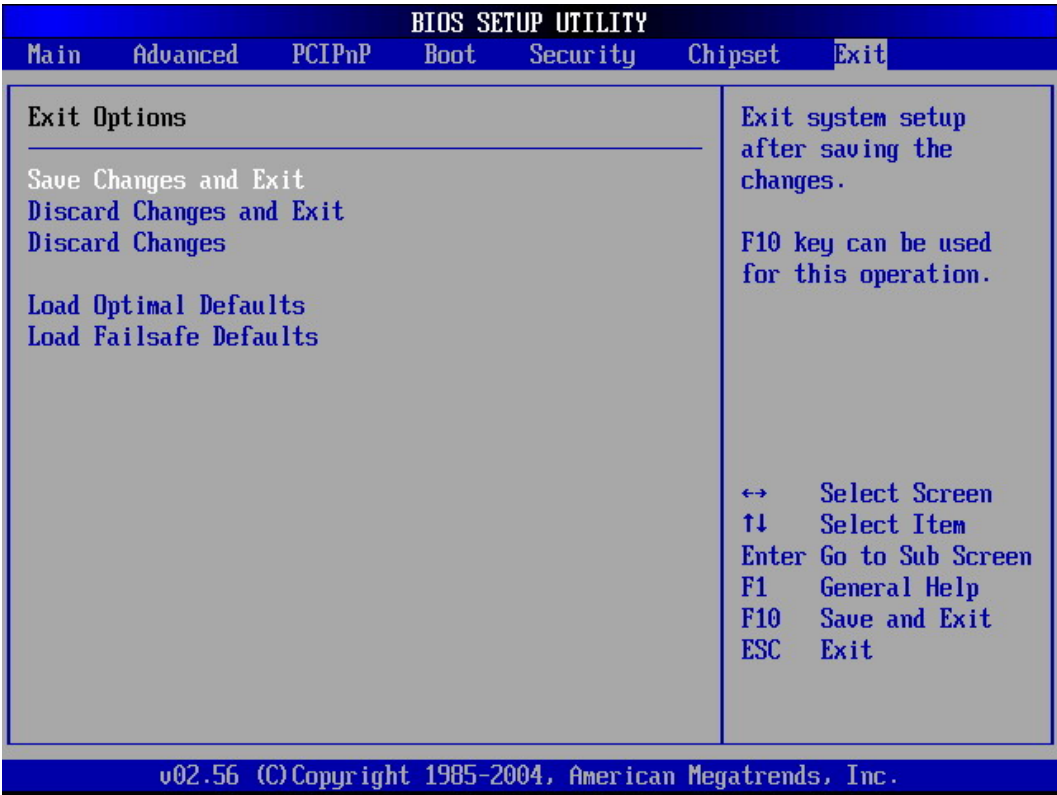 BIOS SETUP UTILITY
Main Advanced PCIPnP Boot Security Chipset Exit
Exit Options
Save Changes and Exit
Discard Changes and Exit
Discard Changes
Load Optimal Defaults
Load Failsafe Defaults
Exit system setup
after saving the
changes.
F10 key can be used
for this operation.
↔ Select Screen
↑↓ Select Item
Enter Go to Sub Screen
F1 General Help
F10 Save and Exit
ESC Exit
v02.56 (C)Copyright 1985-2004, American Megatrends, Inc.